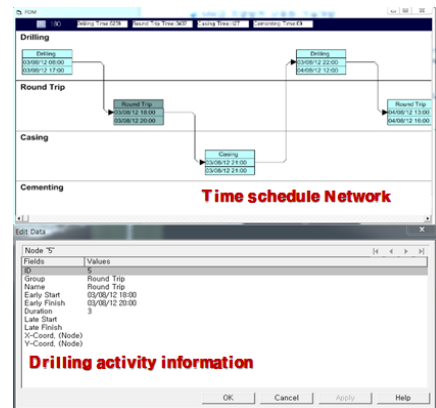 FDM
180 Drilling Time Round Trip Time Casing Time Cementing Time
Drilling
Drilling
03/08/12 08:00
03/08/12 17:00
Drilling
03/08/12 22:00
04/08/12 12:00
Round Trip
Round Trip
03/08/12 18:00
03/08/12 20:00
Round Trip
04/08/12 13:00
04/08/12 16:00
Casing
Casing
03/08/12 21:00
03/08/12 21:00
Cementing
Time schedule Network
Edit Data
Node "5"
Fields Values
ID 5
Group Round Trip
Name Round Trip
Early Start 03/08/12 18:00
Early Finish 03/08/12 20:00
Duration 3
Late Start
Late Finish
X-Coord, (Node)
Y-Coord, (Node)
Drilling activity information
OK Cancel Apply Help